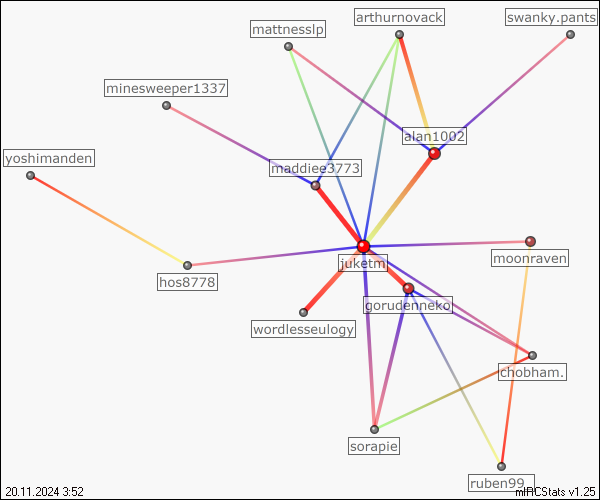 arthurnovack
swanky.pants
mattnesslp
minesweeper1337
alan1002
yoshimanden
maddiee3773
juketm
moonraven
hos8778
gorudenneko
wordlesseulogy
chobham.
sorapie
ruben99_
20.11.2024 3:52
mIRCStats v1.25